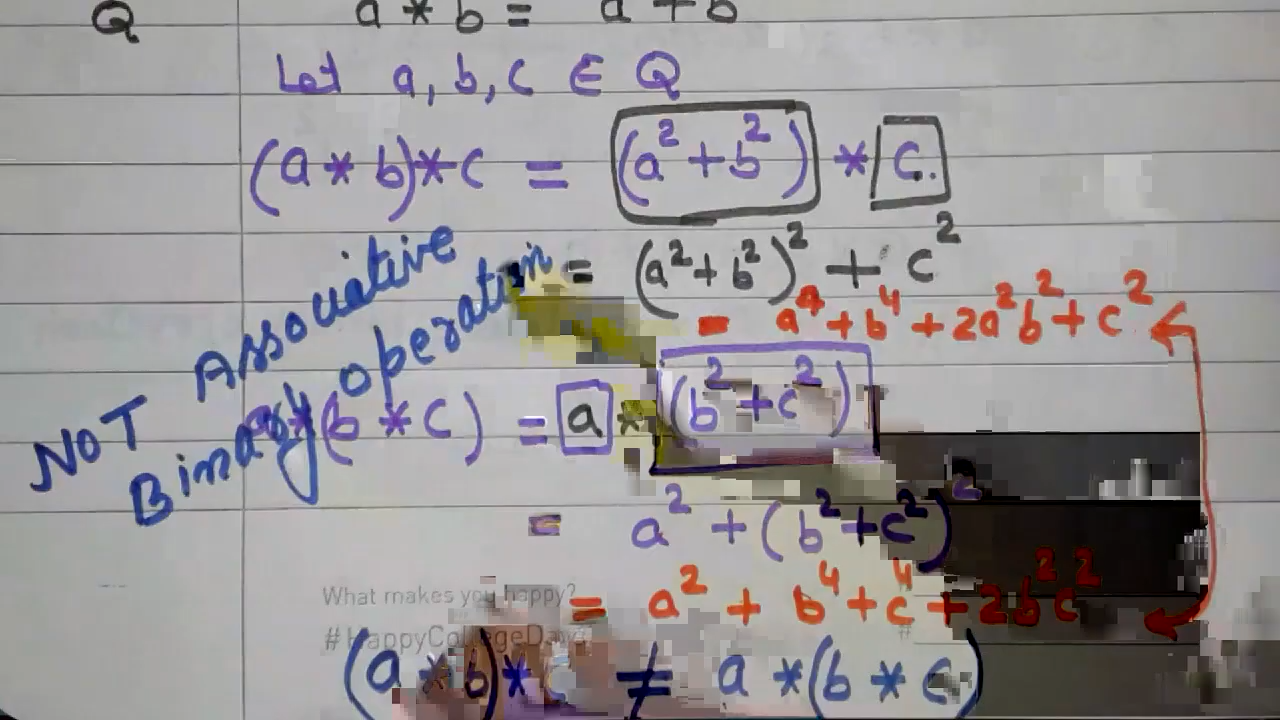 Q a * b = a + b
Let a, b, c ∈ Q
(a * b) * c = (a² + b²) * c.
= (a² + b²)² + c²
= a⁴ + b⁴ + 2a²b² + c²
NOT Associative
Binary operation
a * (b * c) = a * (b² + c²)
= a² + (b² + c²)²
What makes you happy?
= a² + b⁴ + c⁴ + 2b²c²
#HappyCollegeDays #
(a * b) * c ≠ a * (b * c)